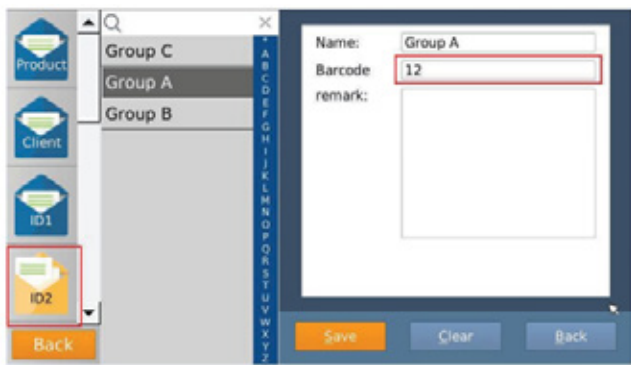 Product
Client
ID1
ID2
Back
Group C
Group A
Group B
*
A
B
C
D
E
F
G
H
I
J
K
L
M
N
O
P
Q
R
S
T
U
V
W
X
Y
Z
Name: Group A
Barcode 12
remark:
Save Clear Back